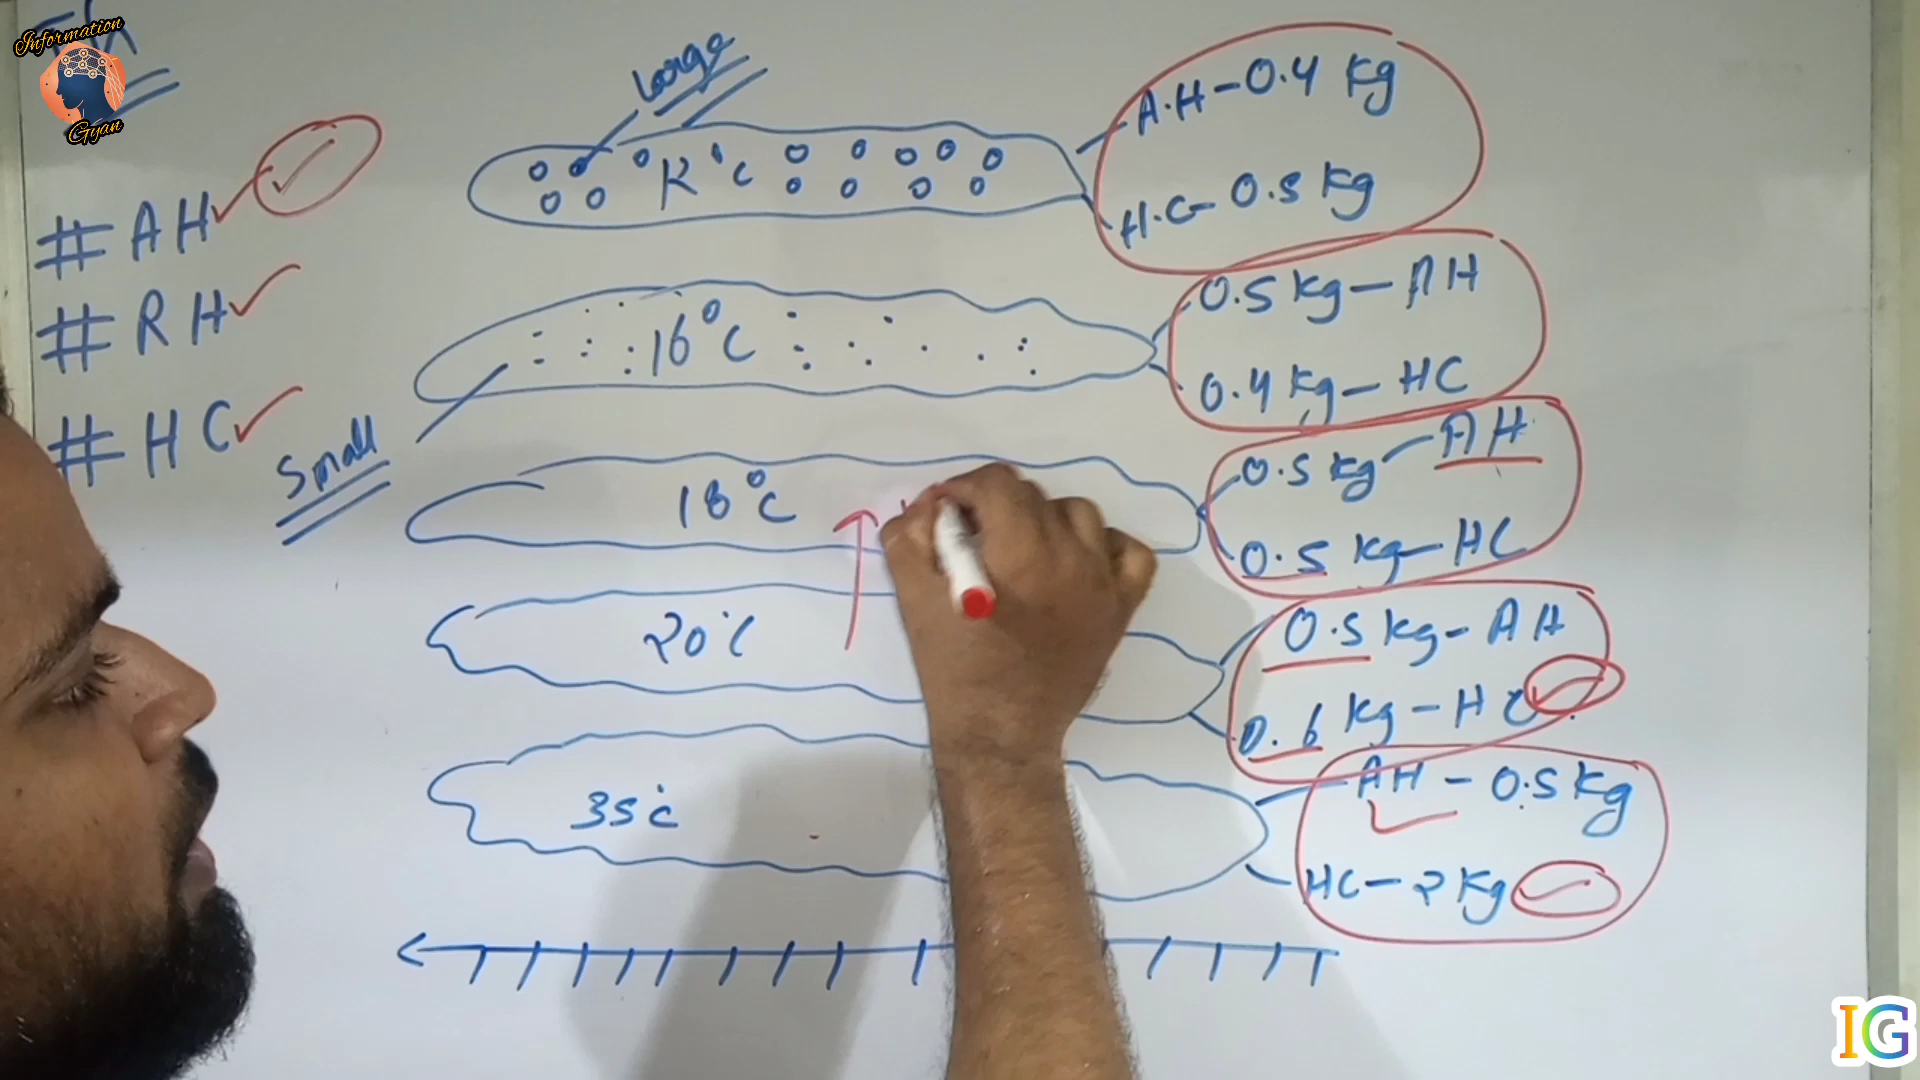 Information
Gyan
# AH
# RH
# HC
Large
12°C
A.H - 0.4 Kg
H.C - 0.5 Kg
Small
16°C
0.5 Kg - AH
0.4 Kg - HC
18°C
0.5 Kg - AH
0.5 Kg - HC
20°C
0.5 Kg - AH
0.6 Kg - HC
35°C
AH - 0.5 Kg
HC - 2 Kg
IG